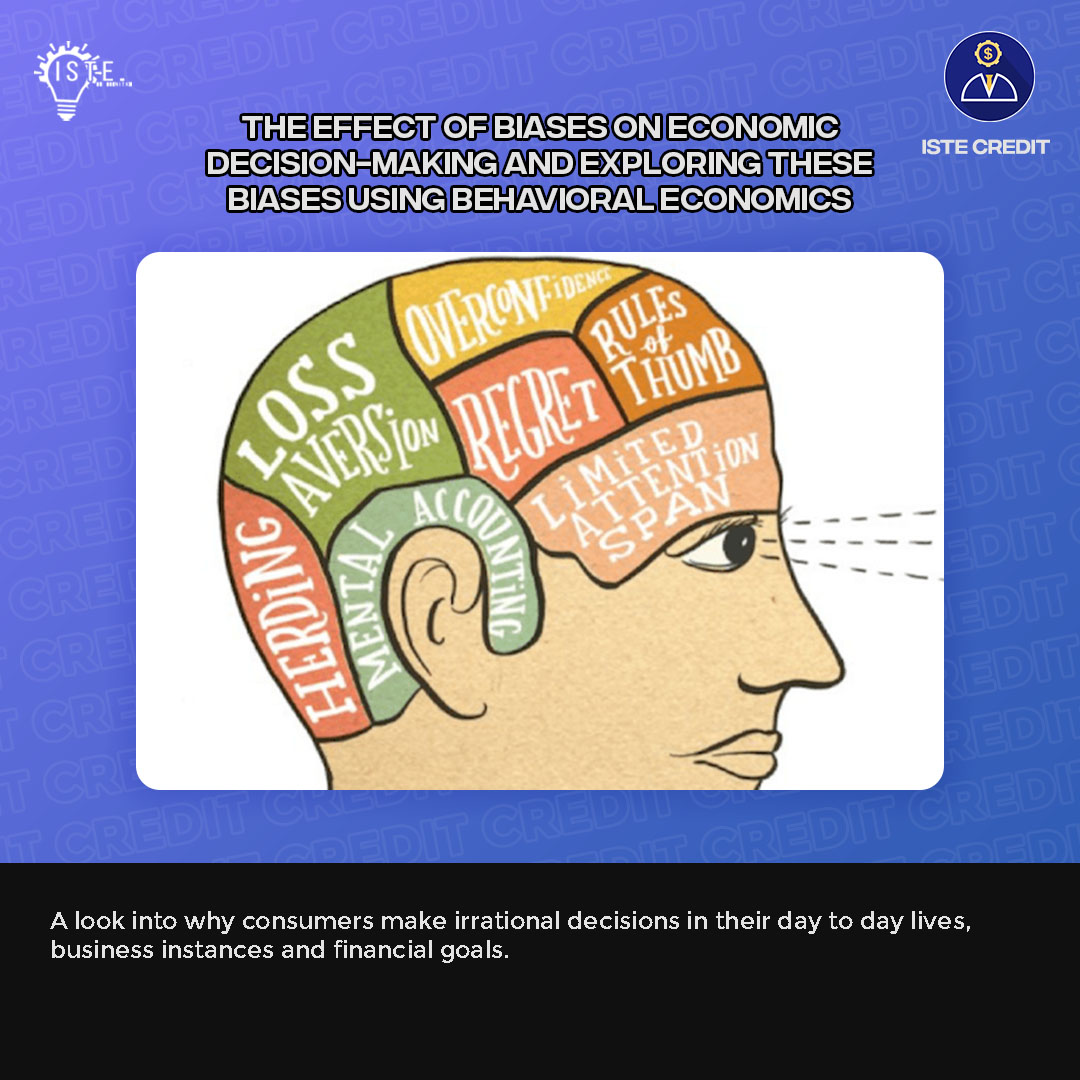 ISTE.
ISTE CREDIT
THE EFFECT OF BIASES ON ECONOMIC
DECISION-MAKING AND EXPLORING THESE
BIASES USING BEHAVIORAL ECONOMICS
OVERCONFiDENCE
RULES
of
THUMB
LOSS
AVERSiON
REGRET
LiMiTED
ATTENTiON
SPAN
HERDiNG
MENTAL ACCOUNTiNG
A look into why consumers make irrational decisions in their day to day lives,
business instances and financial goals.